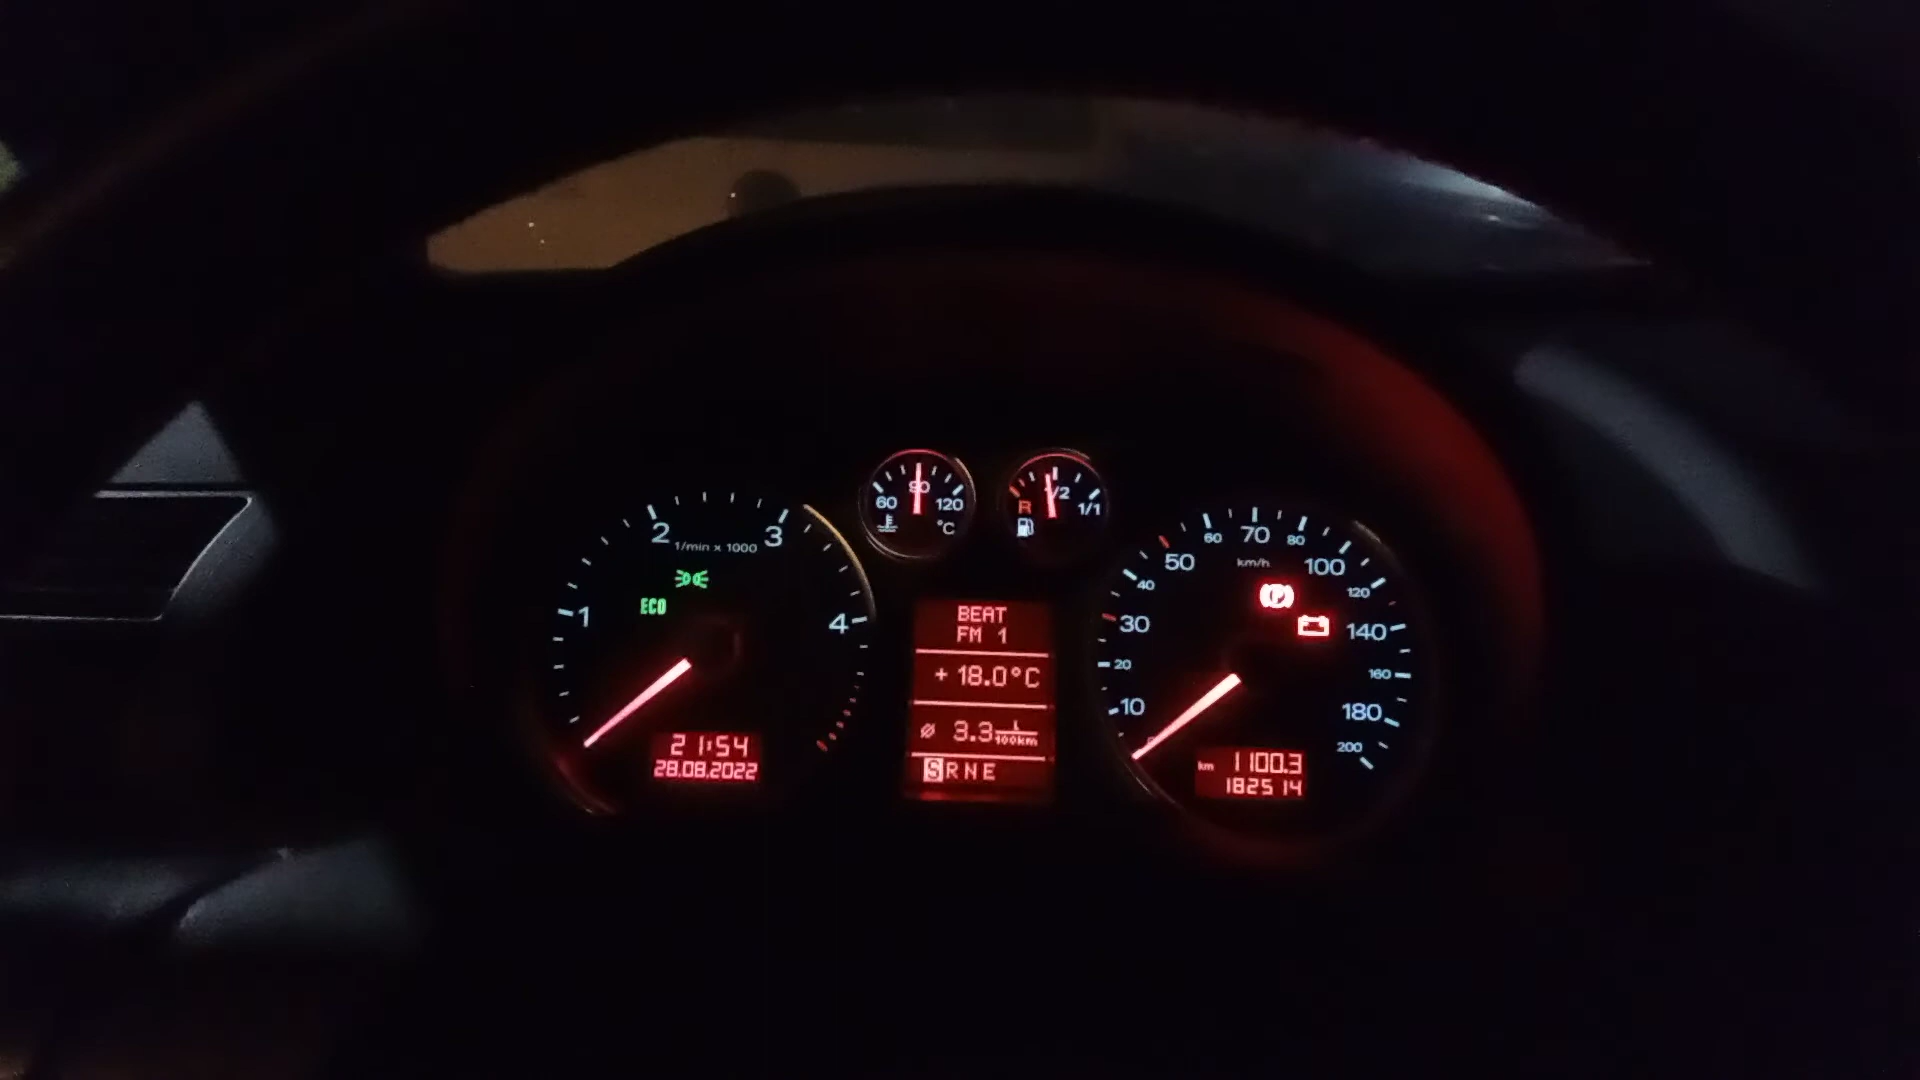 60 90 120
°C
R 1/2 1/1
1 2 3 4
1/min x 1000
ECO
21:54
28.08.2022
BEAT
FM 1
+ 18.0°C
ø 3.3 L/100km
SRNE
10 20 30 40 50 60 70 80 100 120 140 160 180 200
km/h
(P)
km 1100.3
182514